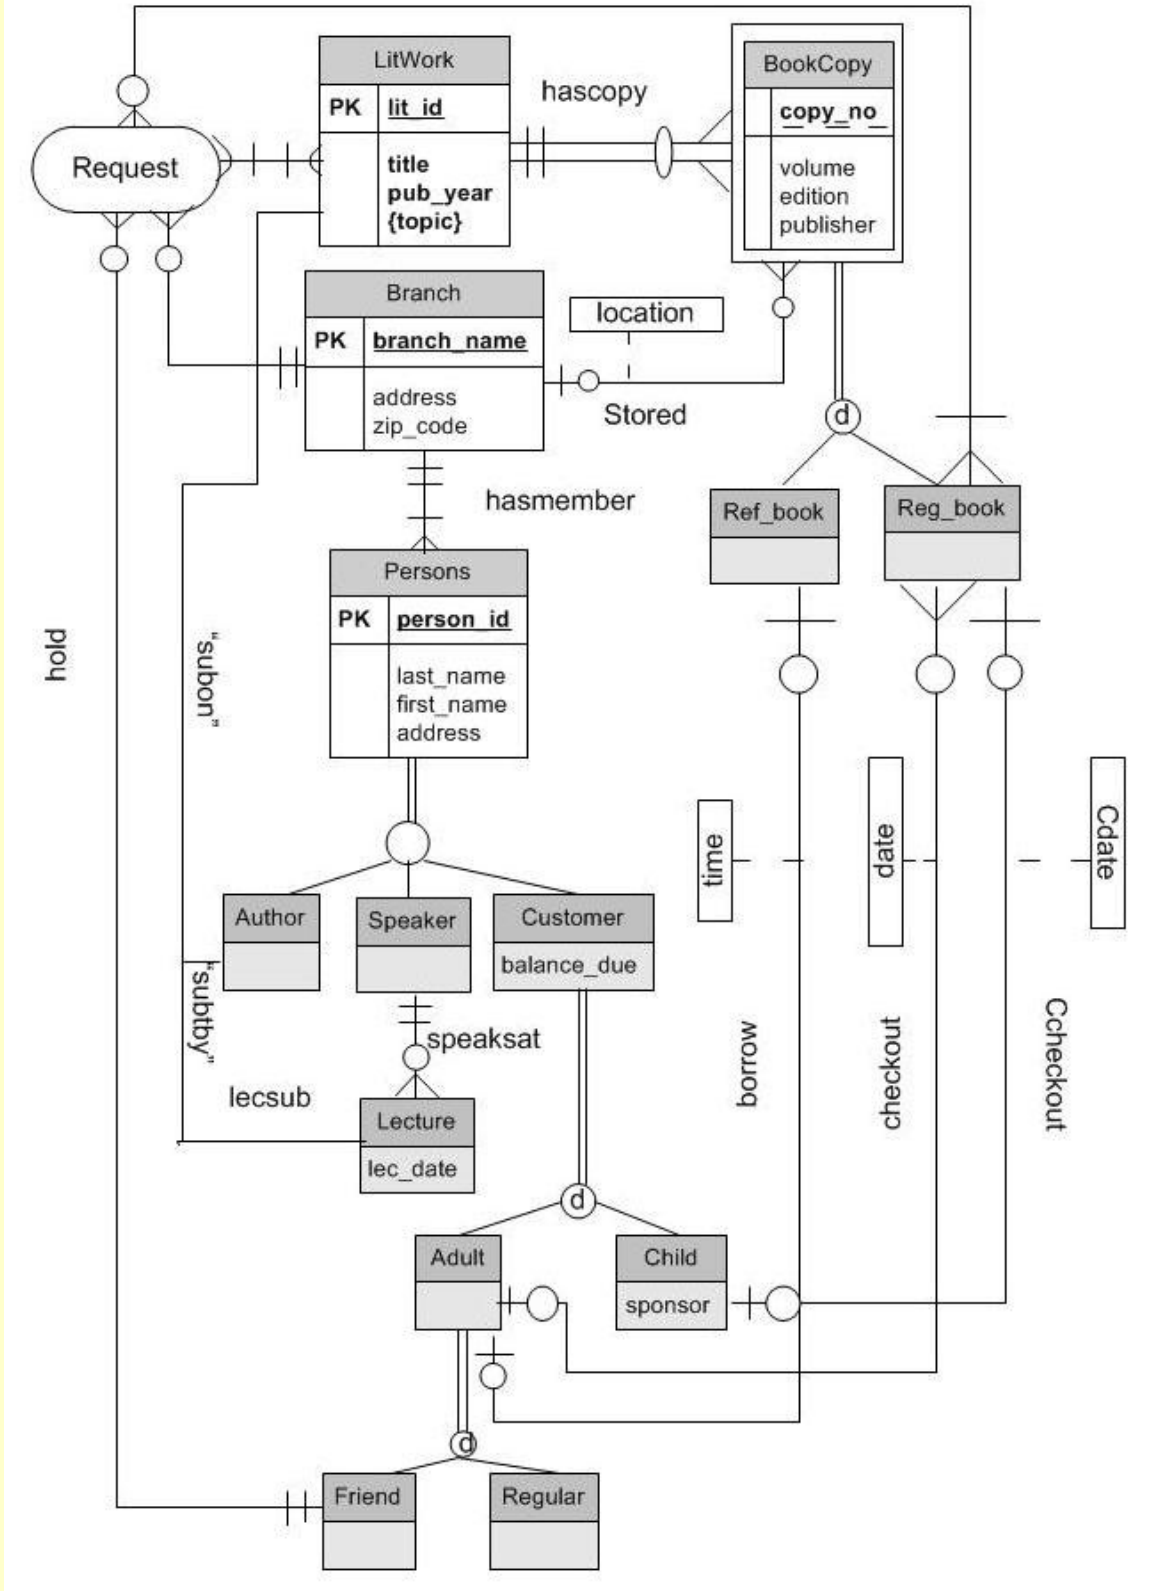 LitWork
PK lit_id
title
pub_year
{topic}
hascopy
BookCopy
copy_no
volume
edition
publisher
Request
Branch
PK branch_name
address
zip_code
location
Stored
d
hasmember
Ref_book
Reg_book
Persons
PK person_id
last_name
first_name
address
hold
“subon”
time
date
Cdate
Author
Speaker
Customer
balance_due
“subtby”
speaksat
borrow
checkout
Ccheckout
lecsub
Lecture
lec_date
d
Adult
Child
sponsor
d
Friend
Regular